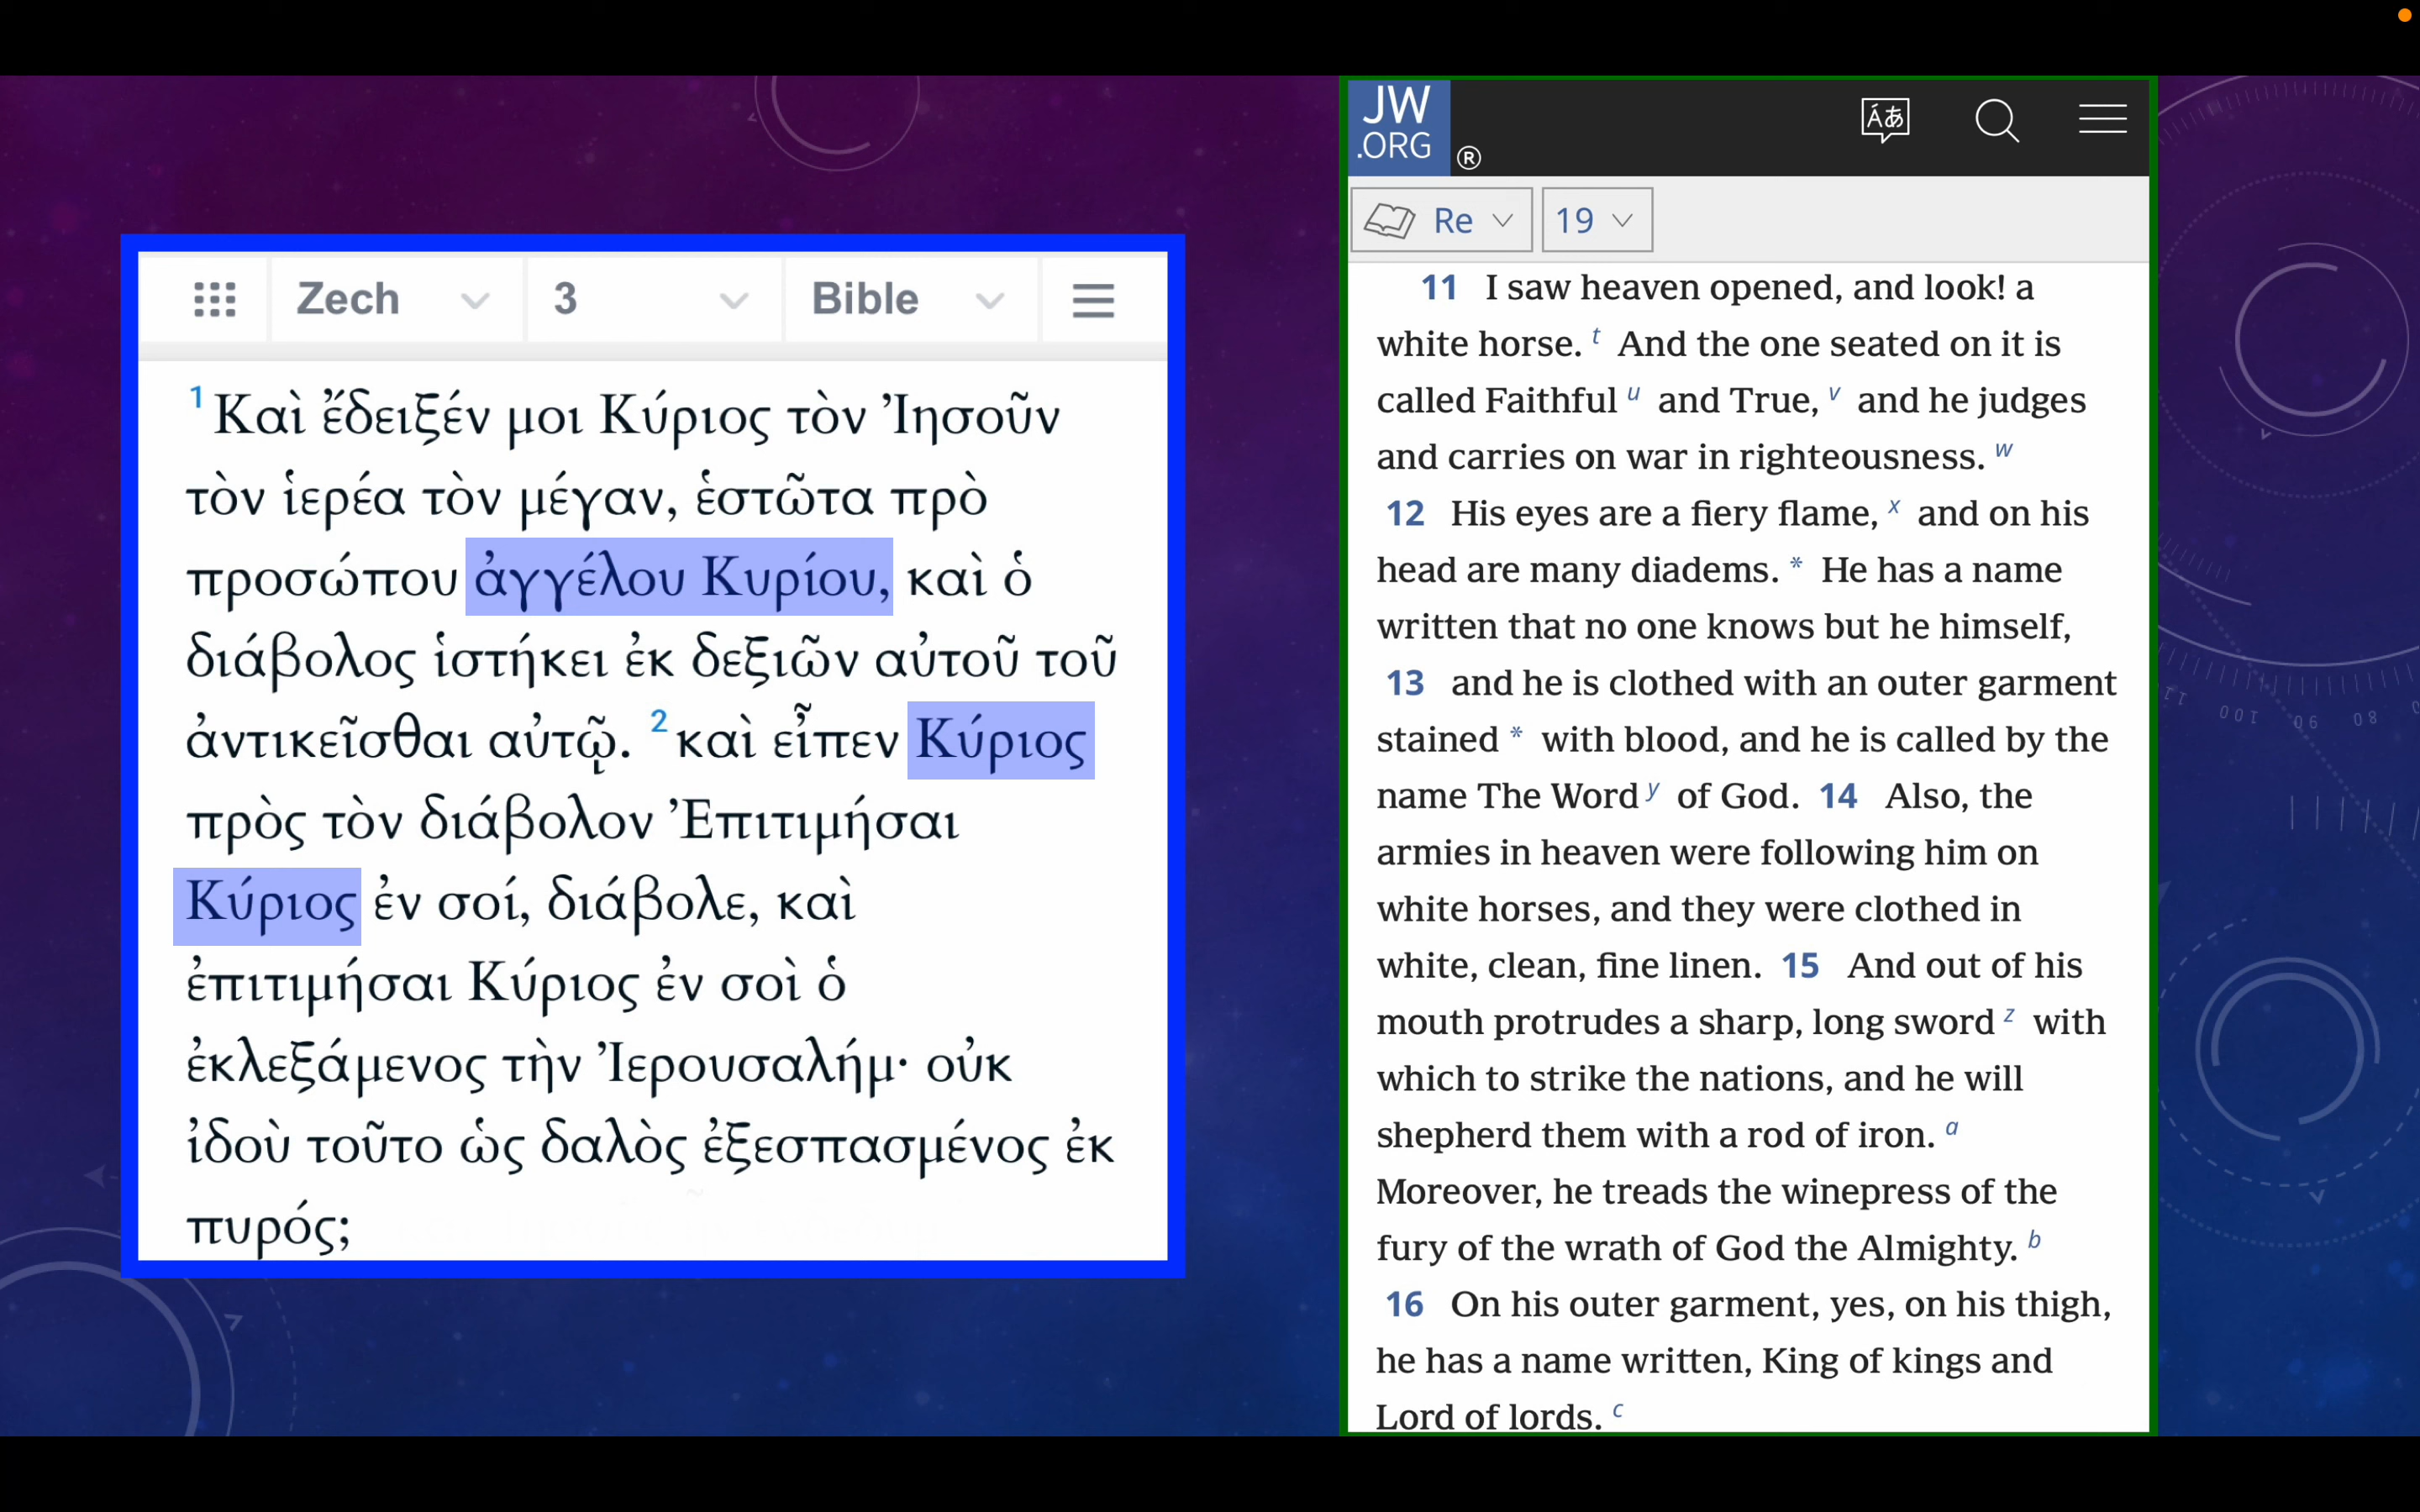 Zech 3 Bible
1 Καὶ ἔδειξέν μοι Κύριος τὸν Ἰησοῦν
τὸν ἱερέα τὸν μέγαν, ἑστῶτα πρὸ
προσώπου ἀγγέλου Κυρίου, καὶ ὁ
διάβολος ἱστήκει ἐκ δεξιῶν αὐτοῦ τοῦ
ἀντικεῖσθαι αὐτῷ. 2 καὶ εἶπεν Κύριος
πρὸς τὸν διάβολον Ἐπιτιμήσαι
Κύριος ἐν σοί, διάβολε, καὶ
ἐπιτιμήσαι Κύριος ἐν σοὶ ὁ
ἐκλεξάμενος τὴν Ἰερουσαλήμ· οὐκ
ἰδοὺ τοῦτο ὡς δαλὸς ἐξεσπασμένος ἐκ
πυρός;
JW
.ORG ®
Áあ
Re 19
11 I saw heaven opened, and look! a
white horse. t And the one seated on it is
called Faithful u and True, v and he judges
and carries on war in righteousness. w
12 His eyes are a fiery flame, x and on his
head are many diadems. * He has a name
written that no one knows but he himself,
13 and he is clothed with an outer garment
stained * with blood, and he is called by the
name The Word y of God. 14 Also, the
armies in heaven were following him on
white horses, and they were clothed in
white, clean, fine linen. 15 And out of his
mouth protrudes a sharp, long sword z with
which to strike the nations, and he will
shepherd them with a rod of iron. a
Moreover, he treads the winepress of the
fury of the wrath of God the Almighty. b
16 On his outer garment, yes, on his thigh,
he has a name written, King of kings and
Lord of lords. c